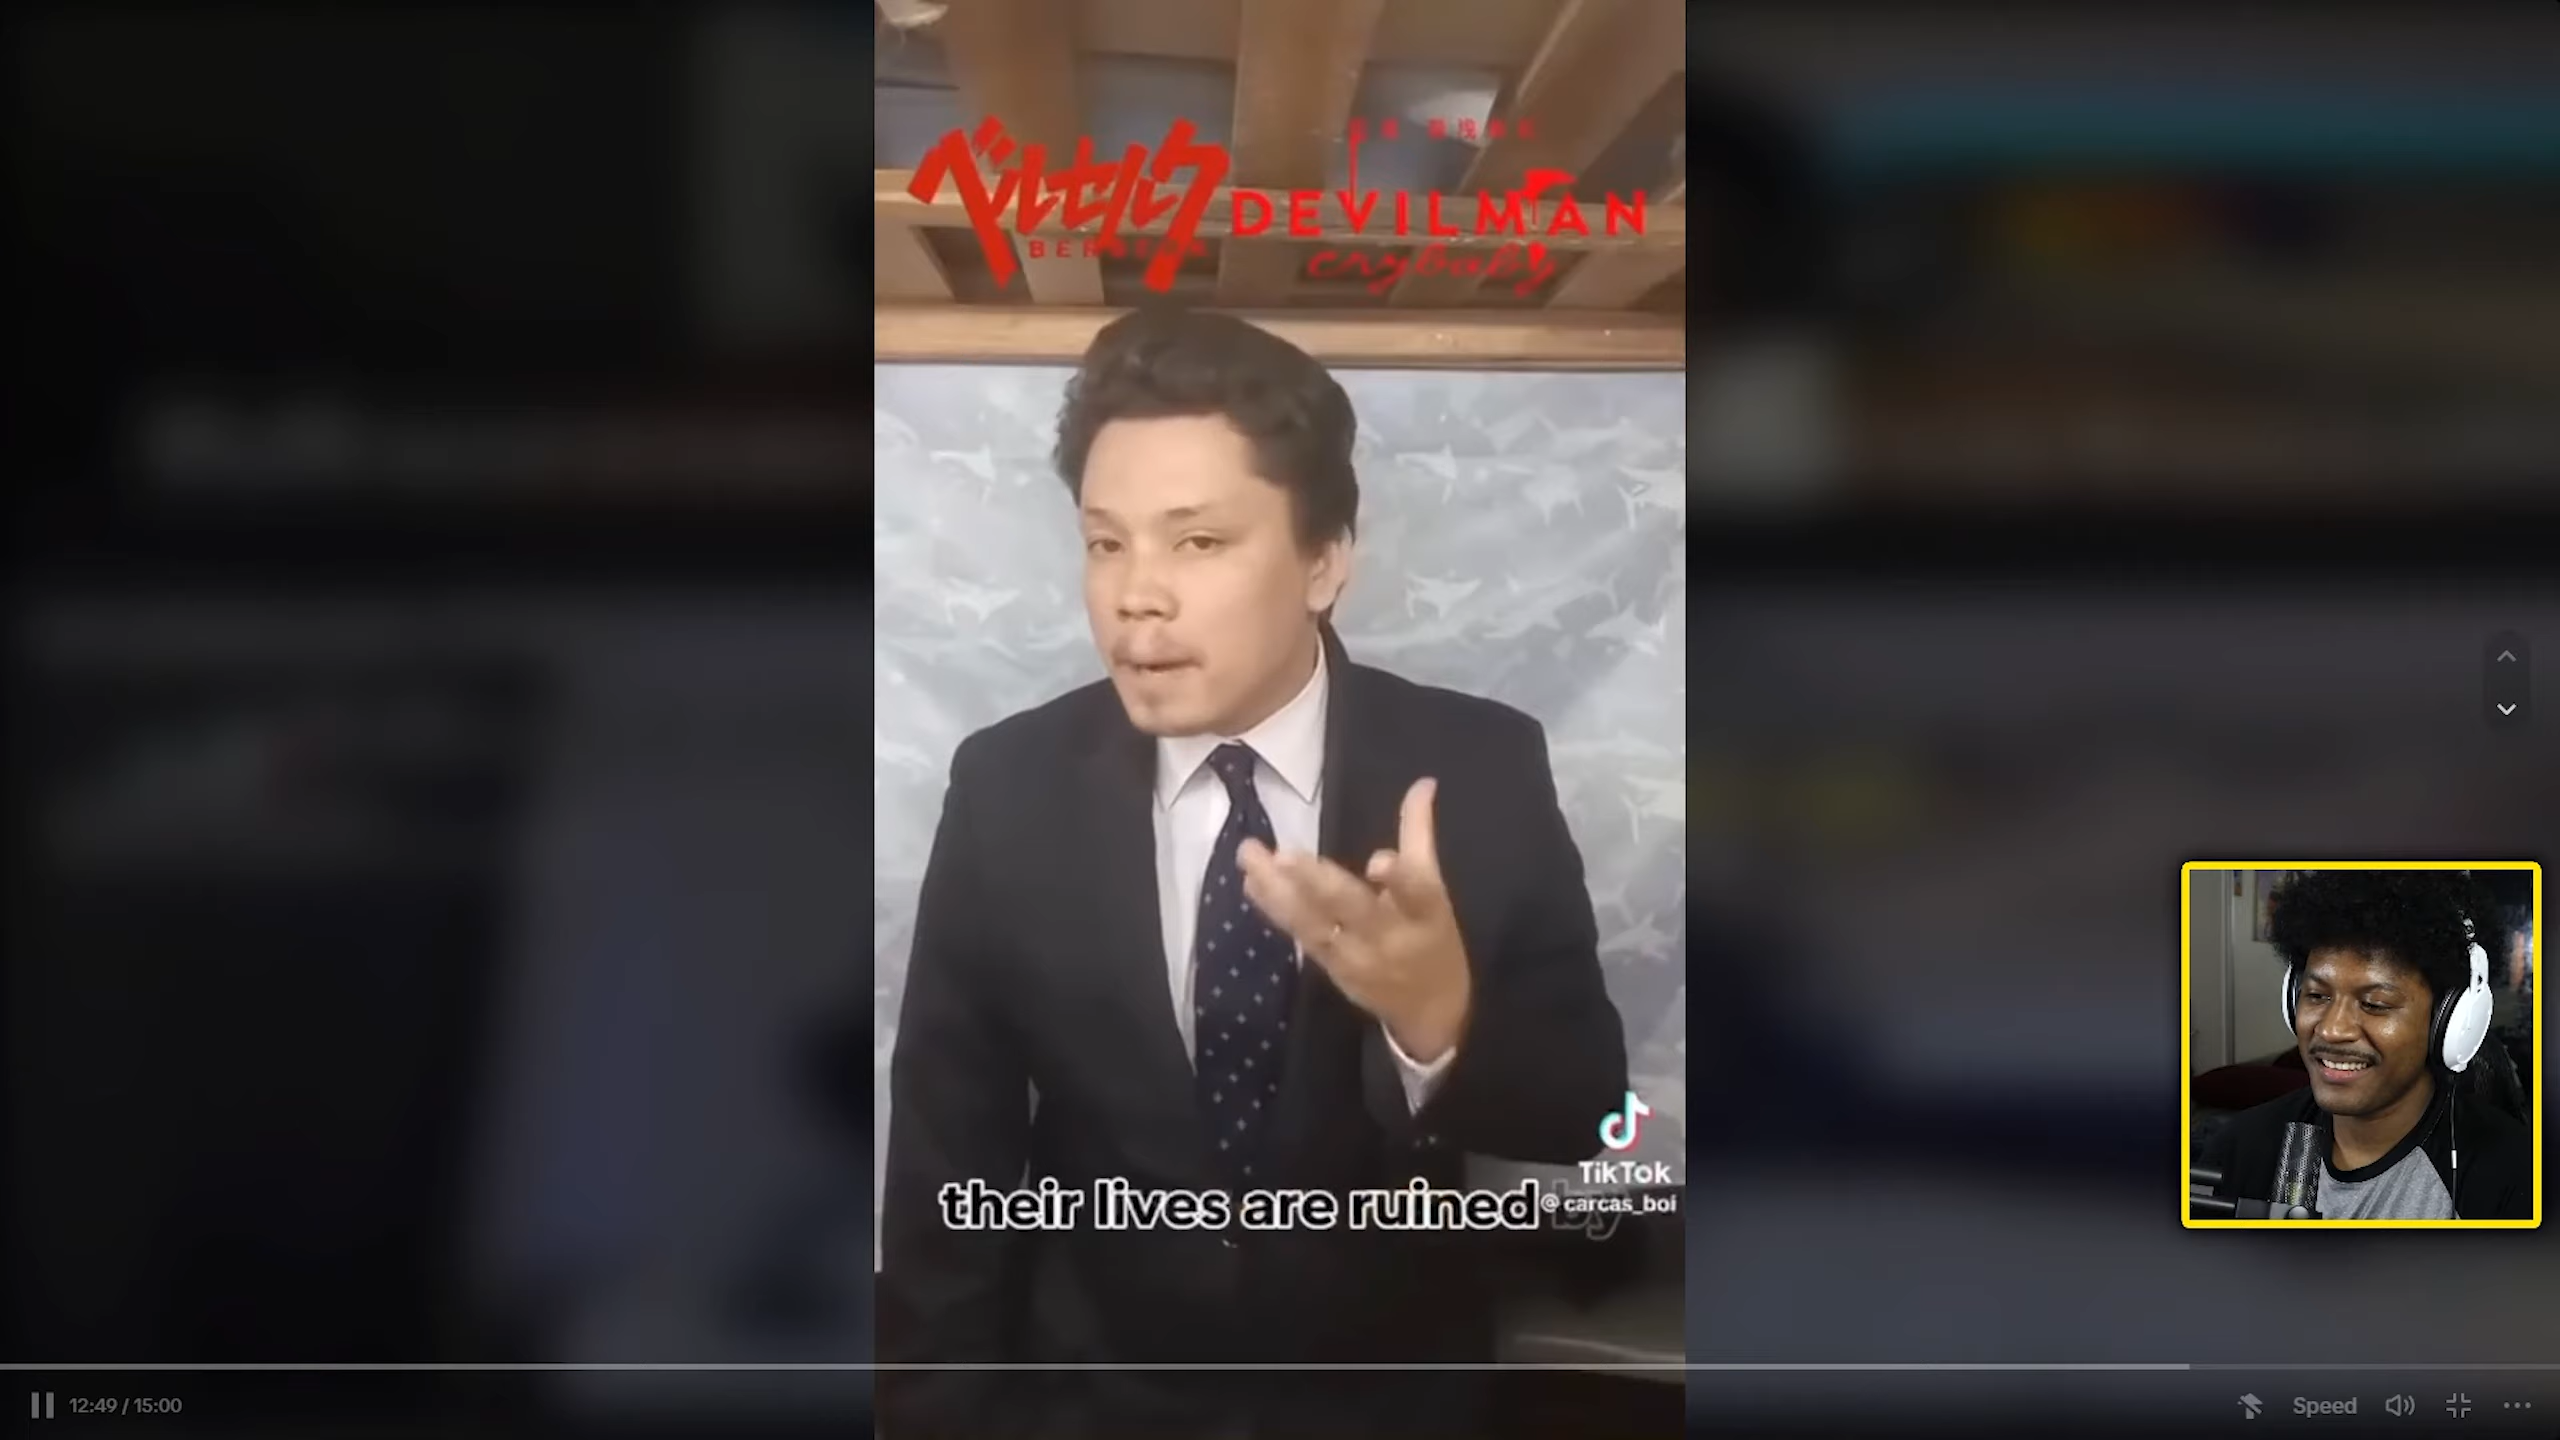 ベルセルク
BERSERK
DEVILMAN
crybaby
TikTok
their lives are ruined by
@carcas_boi
12:49 / 15:00
Speed